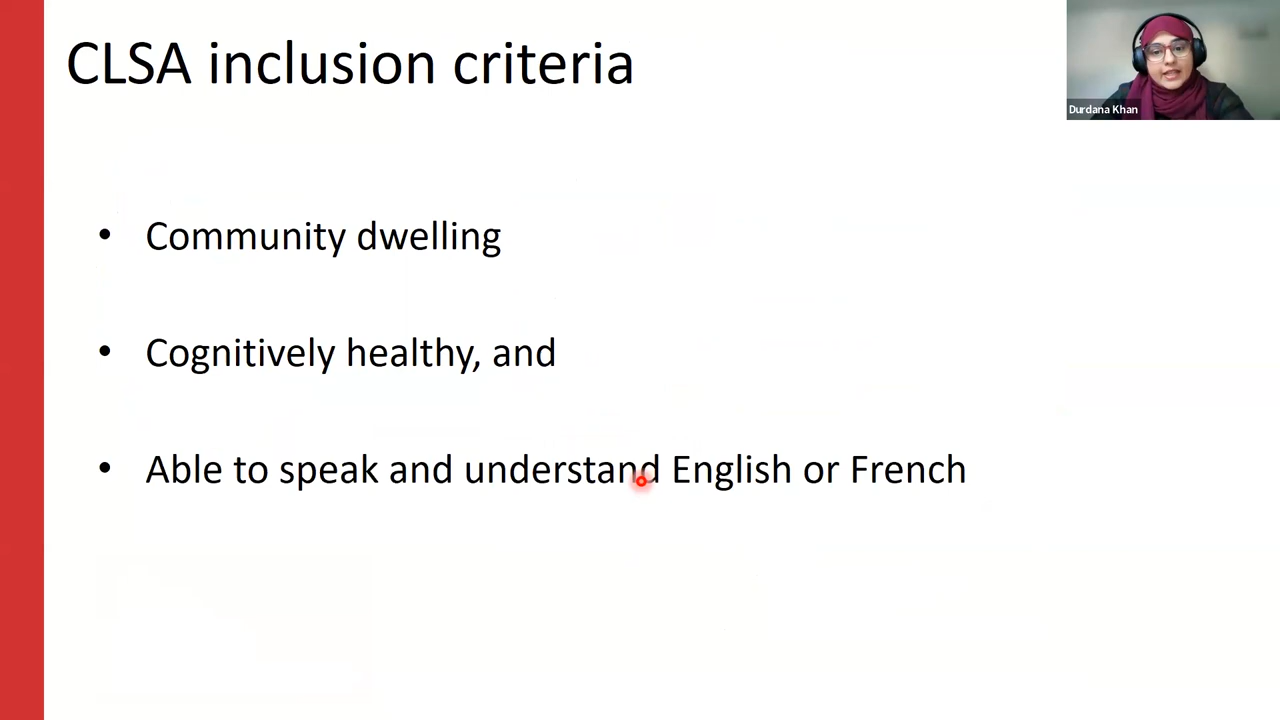 CLSA inclusion criteria
Durdana Khan
• Community dwelling
• Cognitively healthy, and
• Able to speak and understand English or French